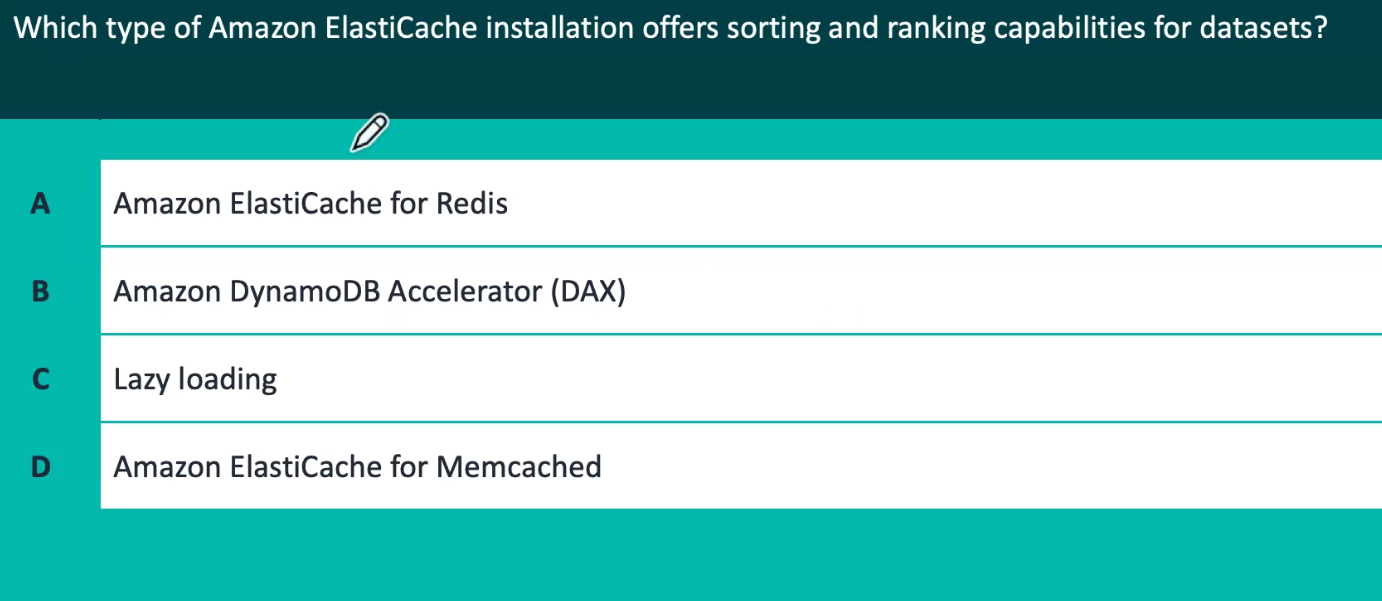 Which type of Amazon ElastiCache installation offers sorting and ranking capabilities for datasets?
A Amazon ElastiCache for Redis
B Amazon DynamoDB Accelerator (DAX)
C Lazy loading
D Amazon ElastiCache for Memcached